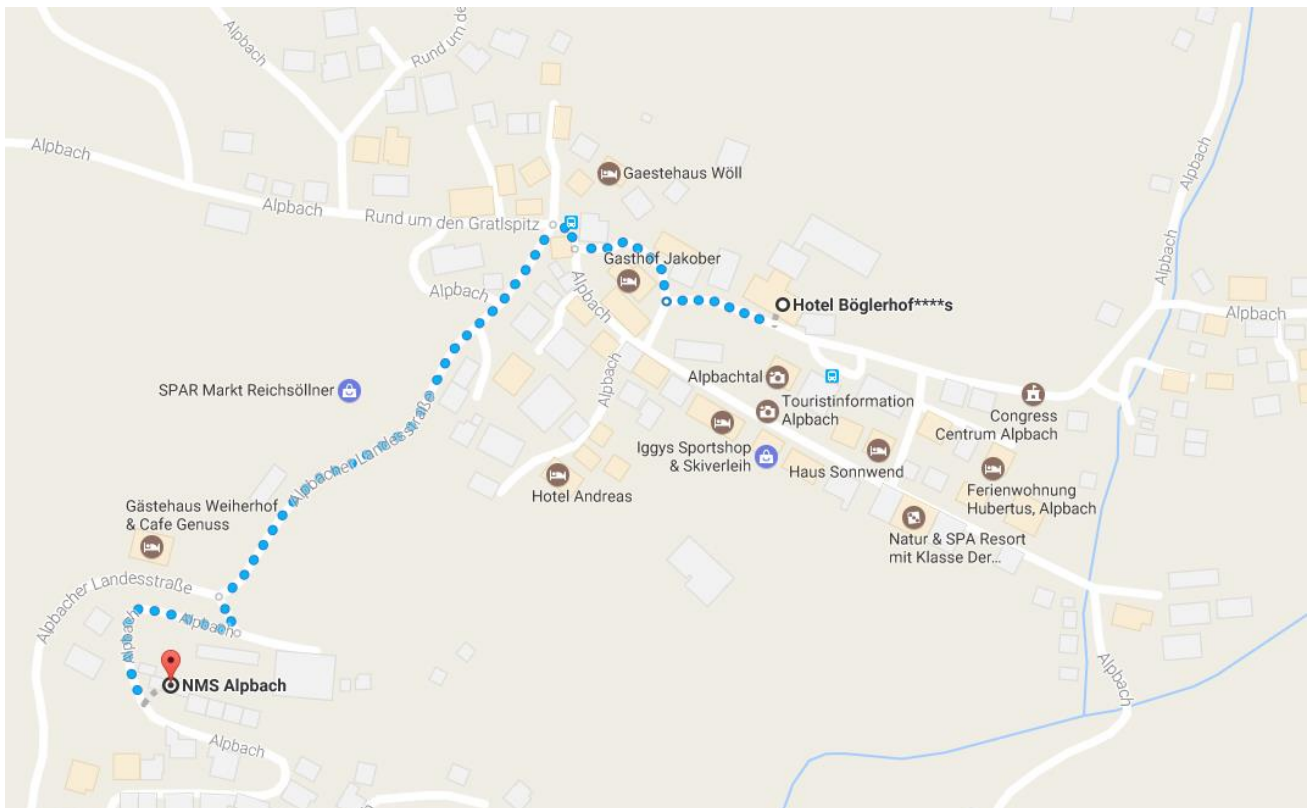 Alpbach
Rund um de
Alpbach
Alpbach
Alpbach
Gaestehaus Wöll
Alpbach
Rund um den Gratlspitz
Gasthof Jakober
Alpbach
Alpbach
Hotel Böglerhof****s
Alpbach
Alpbach
SPAR Markt Reichsöllner
Alpbach
Alpbachtal
Touristinformation
Alpbach
Congress
Centrum Alpbach
Alpbacher Landesstraße
Iggys Sportshop
& Skiverleih
Haus Sonnwend
Hotel Andreas
Ferienwohnung
Hubertus, Alpbach
Gästehaus Weiherhof
& Cafe Genuss
Natur & SPA Resort
mit Klasse Der...
Alpbacher Landesstraße
Alpbach
Alpbach
NMS Alpbach
Alpbach
Alpbach